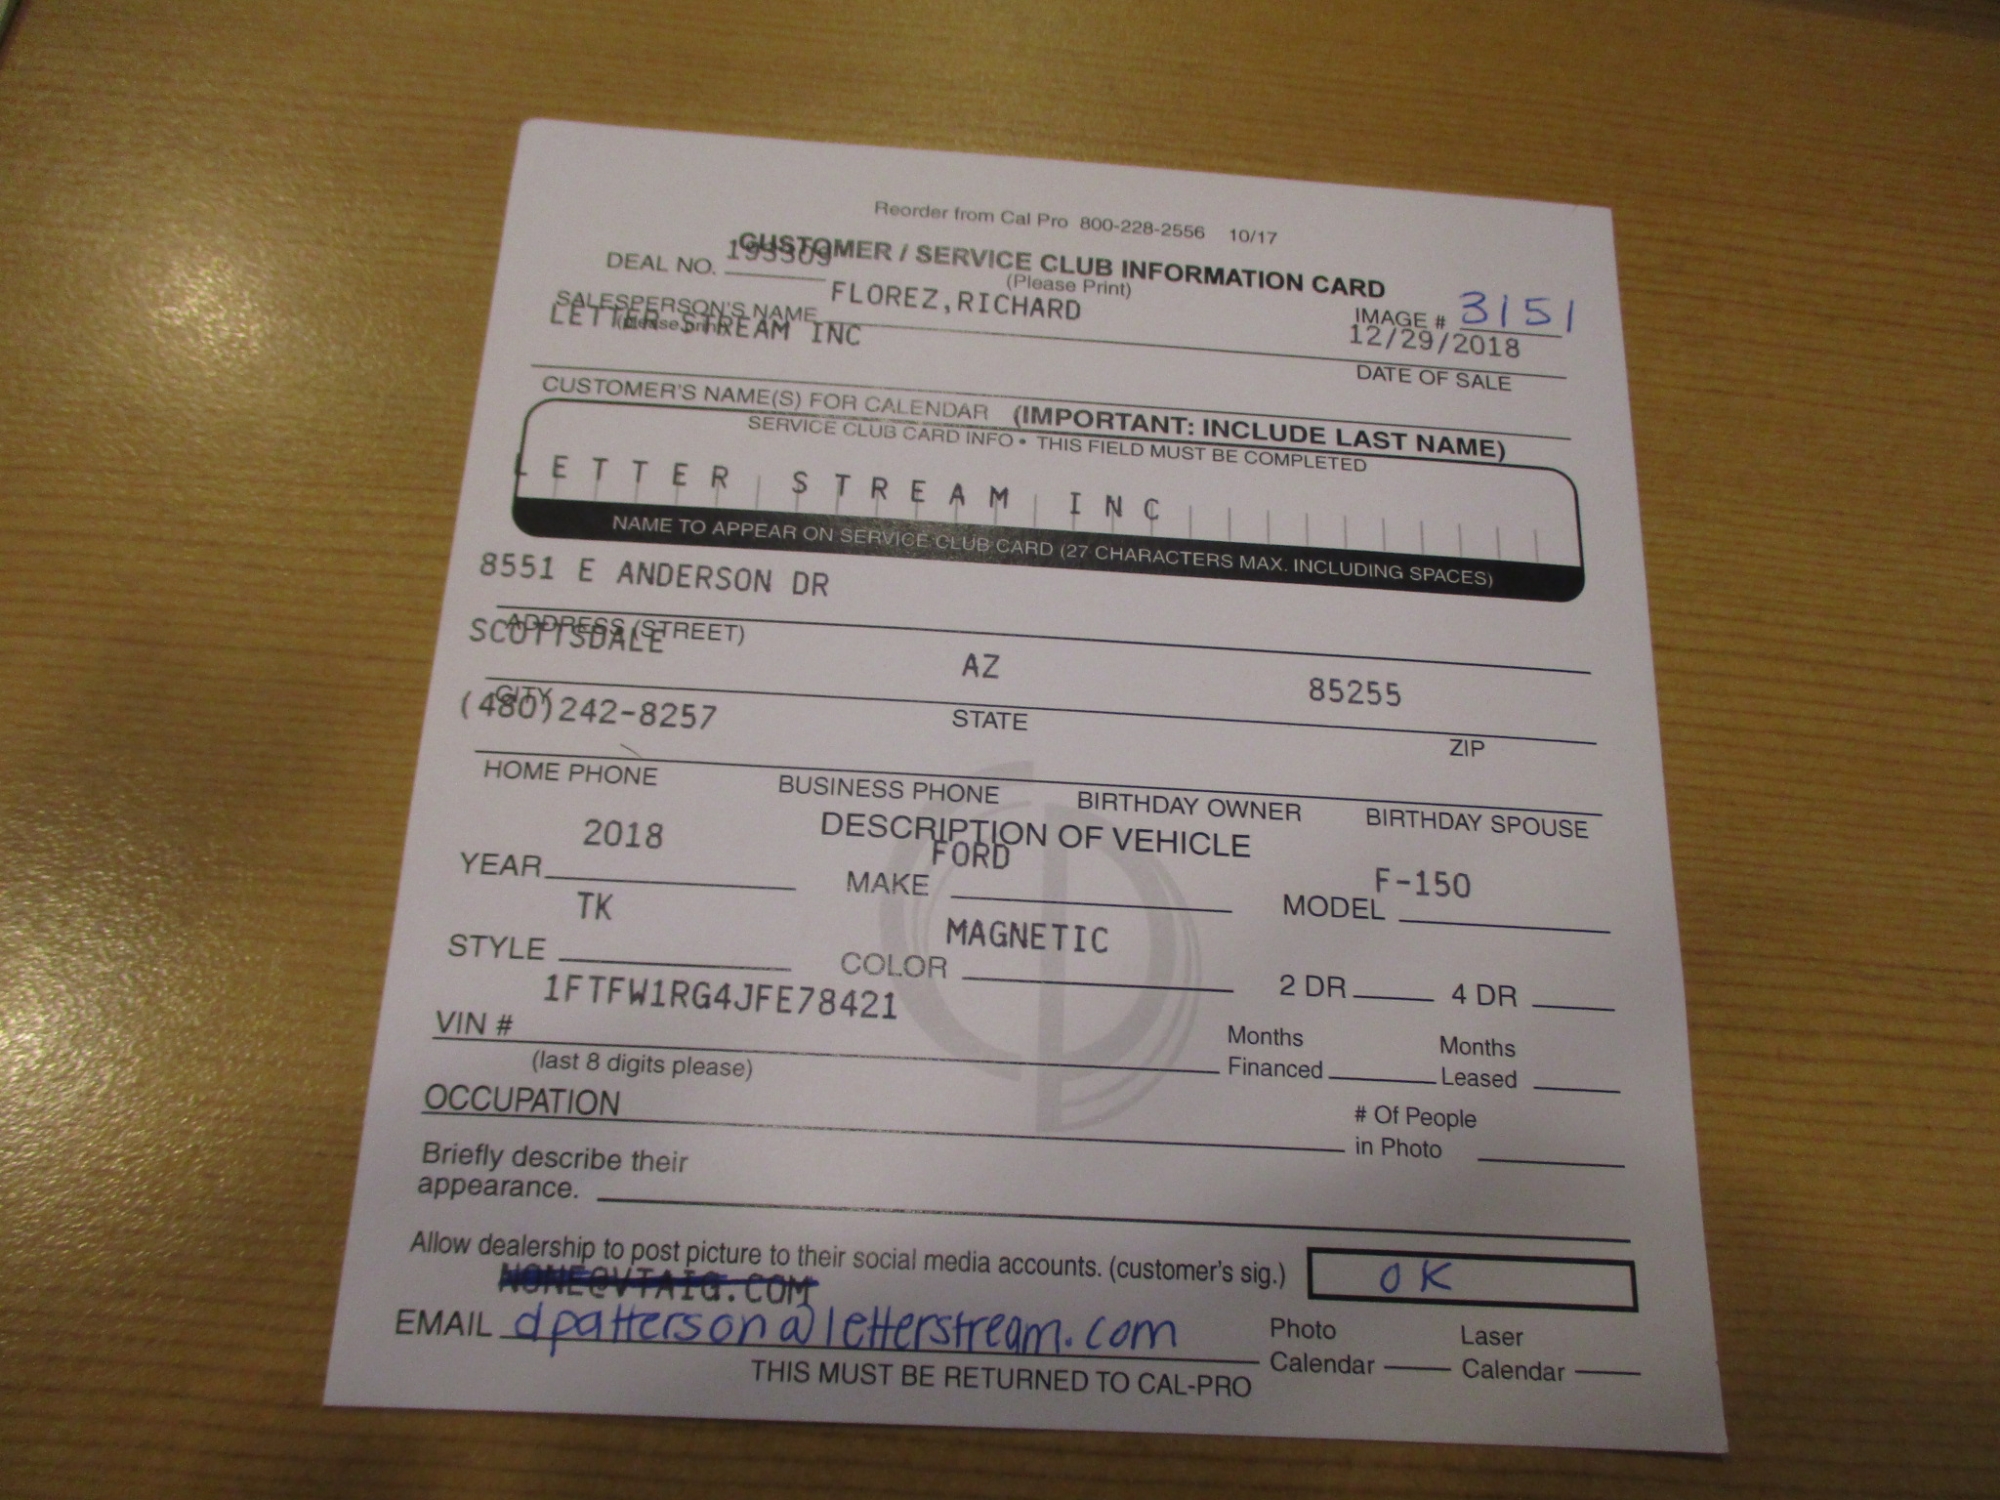 Reorder from Cal Pro 800-228-2556 10/17
CUSTOMER / SERVICE CLUB INFORMATION CARD
(Please Print)
DEAL NO. 193309
SALESPERSON'S NAME FLOREZ,RICHARD
(please print)
IMAGE # 3151
LETTER STREAM INC 12/29/2018
DATE OF SALE
CUSTOMER'S NAME(S) FOR CALENDAR (IMPORTANT: INCLUDE LAST NAME)
SERVICE CLUB CARD INFO • THIS FIELD MUST BE COMPLETED
LETTER STREAM INC
NAME TO APPEAR ON SERVICE CLUB CARD (27 CHARACTERS MAX. INCLUDING SPACES)
8551 E ANDERSON DR
ADDRESS (STREET)
SCOTTSDALE AZ 85255
CITY STATE ZIP
(480)242-8257
HOME PHONE BUSINESS PHONE BIRTHDAY OWNER BIRTHDAY SPOUSE
DESCRIPTION OF VEHICLE
YEAR 2018 MAKE FORD MODEL F-150
STYLE TK COLOR MAGNETIC 2 DR 4 DR
VIN # 1FTFW1RG4JFE78421
(last 8 digits please)
Months Financed Months Leased
OCCUPATION # Of People in Photo
Briefly describe their
appearance.
Allow dealership to post picture to their social media accounts. (customer's sig.) OK
NONE@VTAIG.COM
EMAIL dpatterson@letterstream.com
Photo Calendar Laser Calendar
THIS MUST BE RETURNED TO CAL-PRO